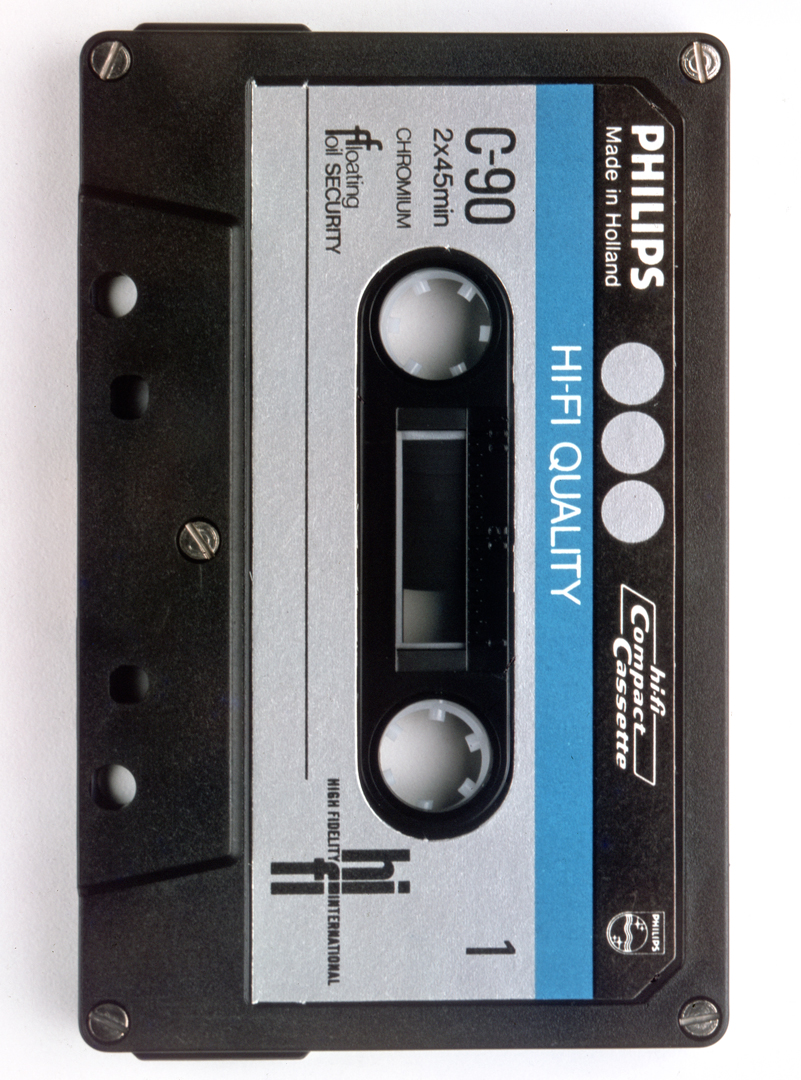 PHILIPS
Made in Holland
hi-fi
Compact
Cassette
PHILIPS
HI-FI QUALITY
C-90
2x45min
CHROMIUM
floating
foil SECURITY
1
hi
HIGH FIDELITY INTERNATIONAL
fi